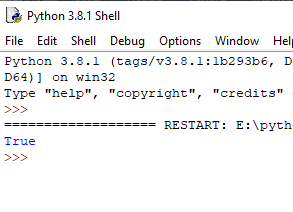 Python 3.8.1 Shell
File Edit Shell Debug Options Window Help
Python 3.8.1 (tags/v3.8.1:1b293b6, D
D64)] on win32
Type "help", "copyright", "credits"
>>>
=================== RESTART: E:\pyth
True
>>>